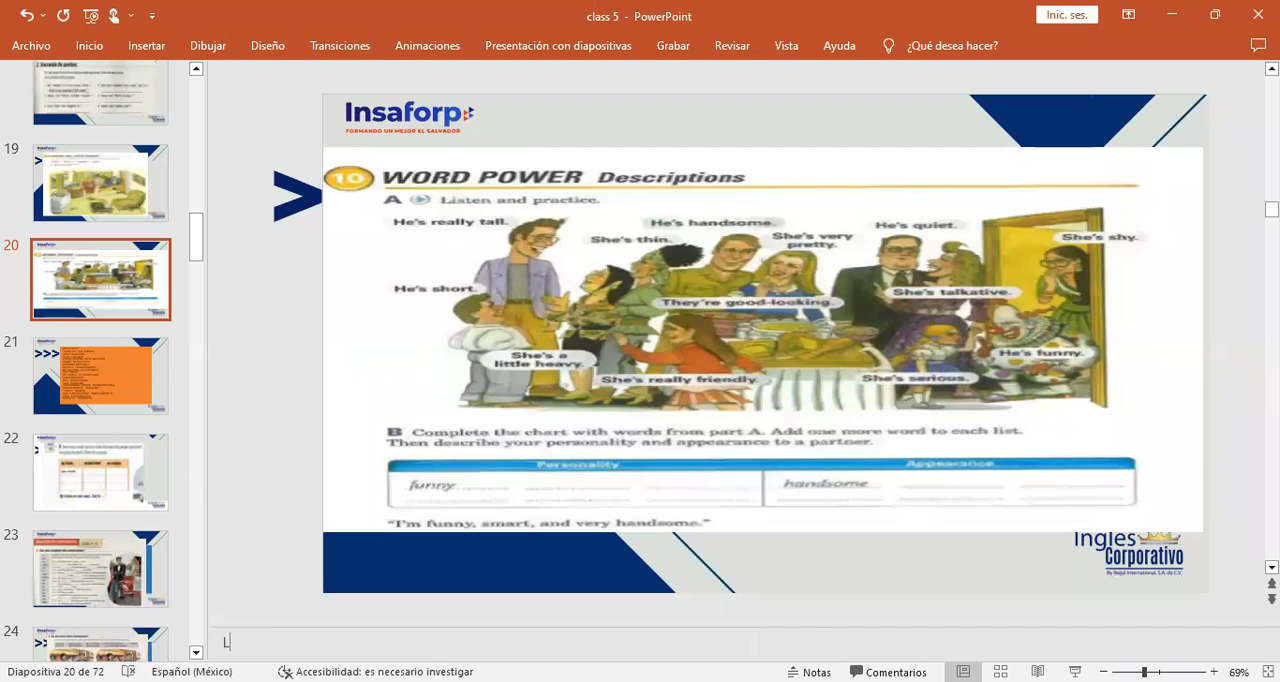 class 5 - PowerPoint
Inic. ses.
Archivo Inicio Insertar Dibujar Diseño Transiciones Animaciones Presentación con diapositivas Grabar Revisar Vista Ayuda ¿Qué desea hacer?
19
20
21
22
23
24
Insaforp
FORMANDO UN MEJOR EL SALVADOR
10 WORD POWER Descriptions
A Listen and practice.
He's really tall.
He's handsome.
He's quiet.
She's thin.
She's very
pretty.
She's shy.
He's short.
They're good-looking.
She's talkative.
She's a
little heavy.
She's really friendly.
She's serious.
He's funny.
B Complete the chart with words from part A. Add one more word to each list.
Then describe your personality and appearance to a partner.
Personality Appearance
funny handsome
"I'm funny, smart, and very handsome."
Ingles
Corporativo
By Regal International, S.A. de C.V.
L
Diapositiva 20 de 72 Español (México) Accesibilidad: es necesario investigar Notas Comentarios 69%